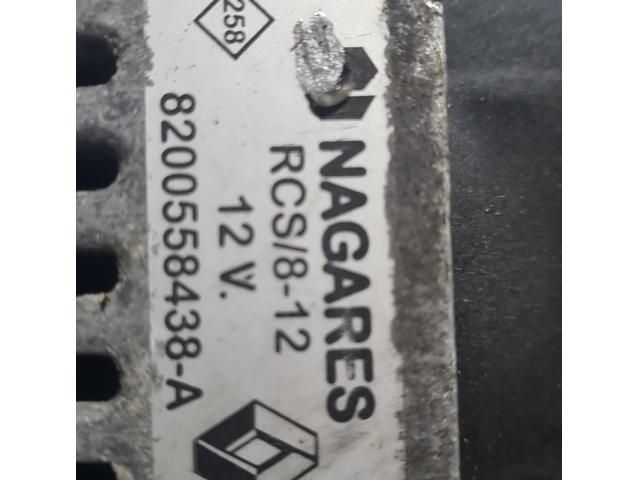 NAGARES
RCS/8-12
12 V.
8200558438-A
258